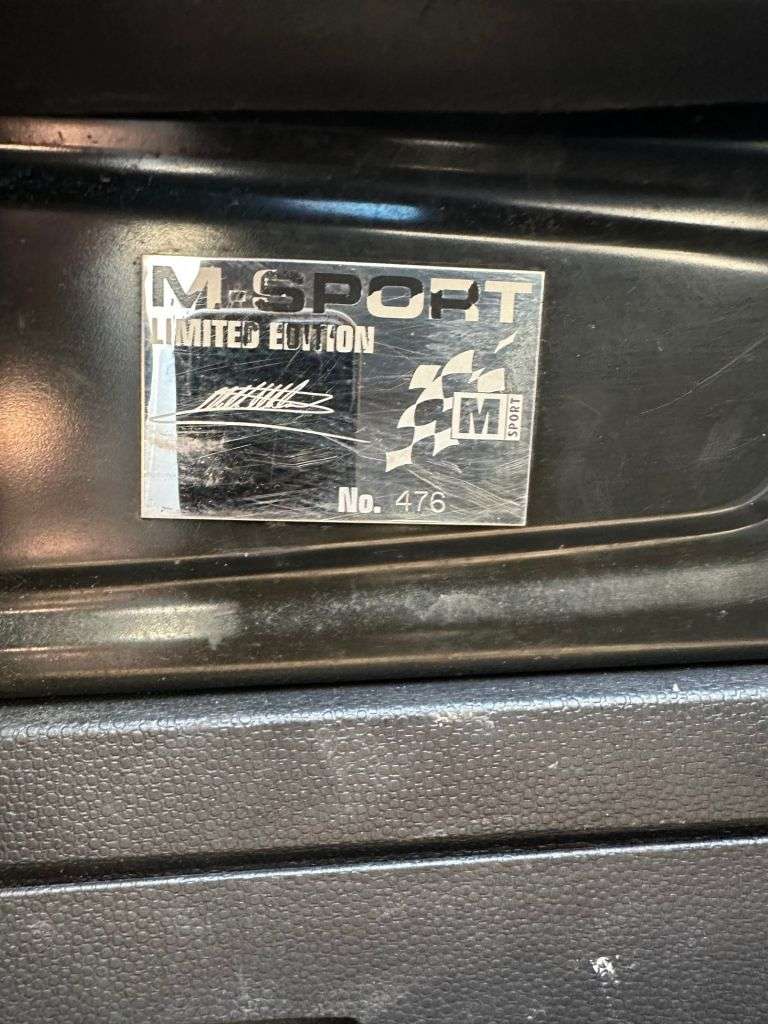 M-SPORT
LIMITED EDITION
M SPORT
No. 476